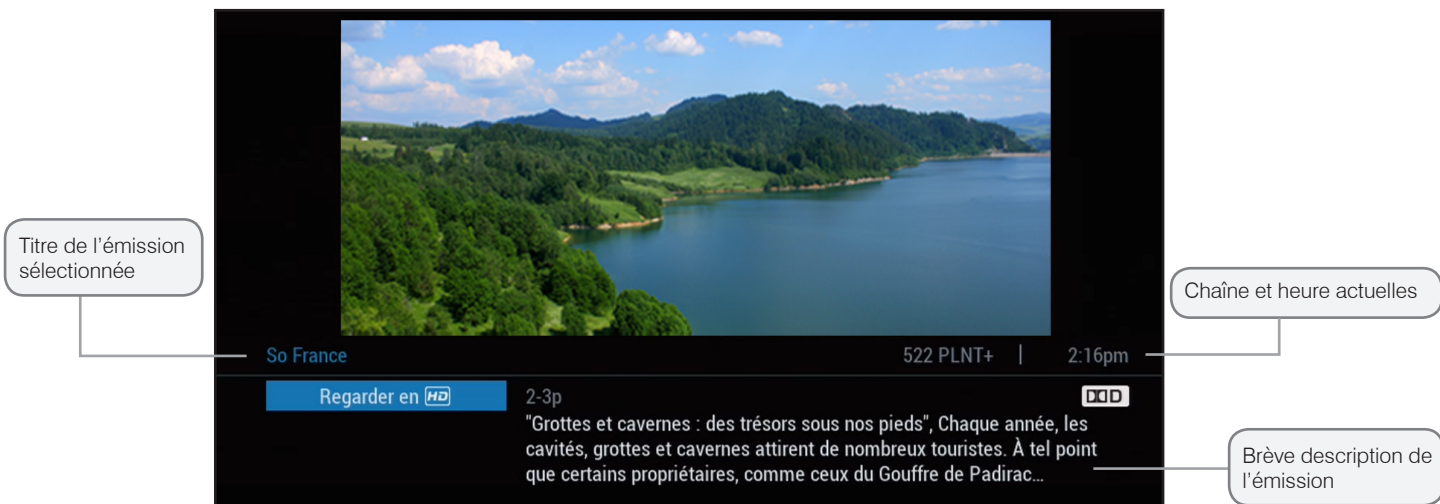 Titre de l’émission
sélectionnée
Chaîne et heure actuelles
So France
522 PLNT+ | 2:16pm
Regarder en HD
2-3p
"Grottes et cavernes : des trésors sous nos pieds", Chaque année, les
cavités, grottes et cavernes attirent de nombreux touristes. À tel point
que certains propriétaires, comme ceux du Gouffre de Padirac...
Brève description de
l’émission